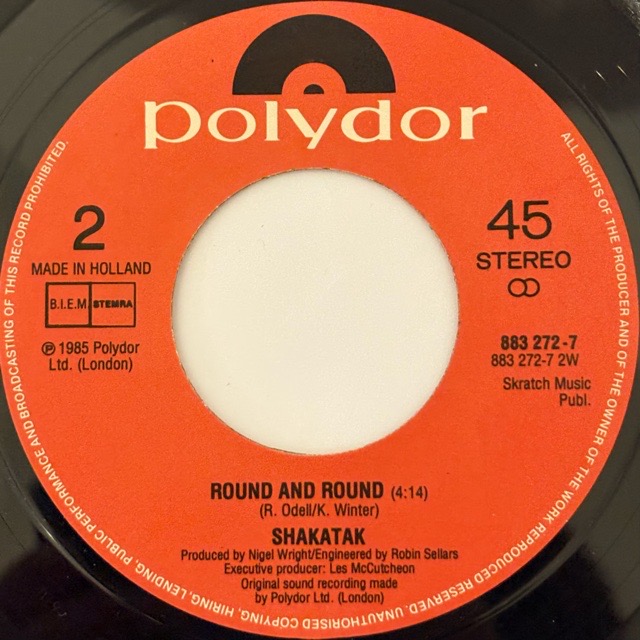 polydor
2
MADE IN HOLLAND
B.I.E.M. STEMRA
℗ 1985 Polydor
Ltd. (London)
45
STEREO
883 272-7
883 272-7 2W
Skratch Music
Publ.
ROUND AND ROUND (4:14)
(R. Odell/K. Winter)
SHAKATAK
Produced by Nigel Wright/Engineered by Robin Sellars
Executive producer: Les McCutcheon
Original sound recording made
by Polydor Ltd. (London)
ALL RIGHTS OF THE PRODUCER AND OF THE OWNER OF THE WORK REPRODUCED RESERVED. UNAUTHORISED COPYING, HIRING, LENDING, PUBLIC PERFORMANCE AND BROADCASTING OF THIS RECORD PROHIBITED.